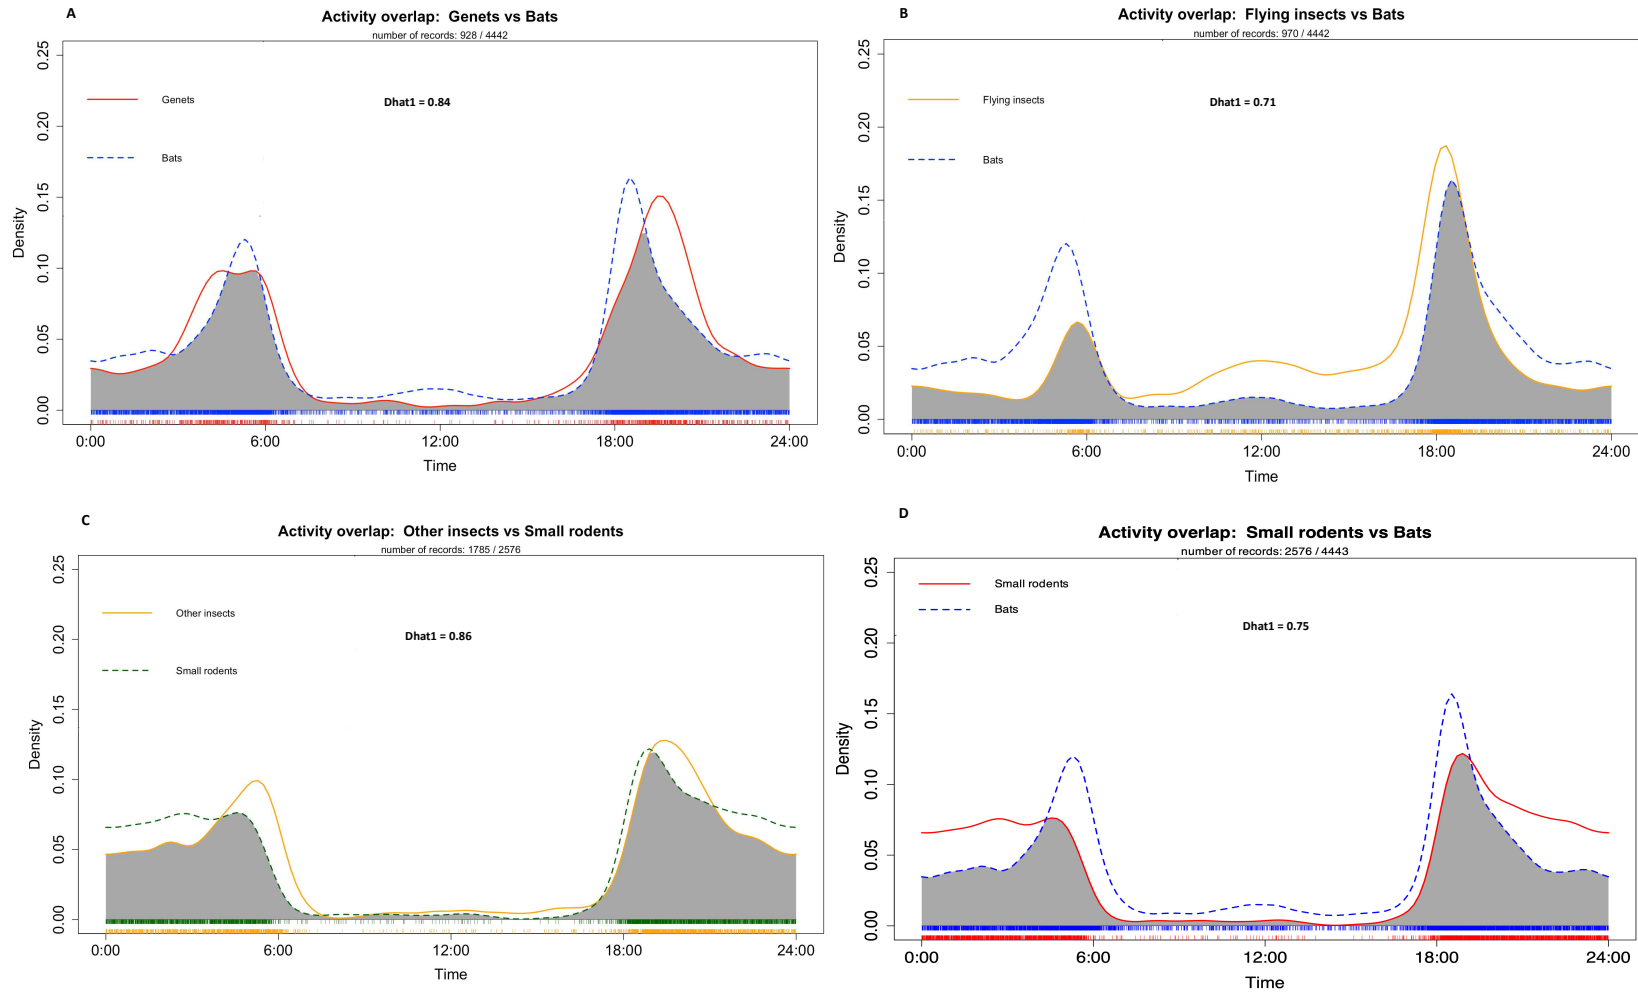 A
Activity overlap: Genets vs Bats
number of records: 928 / 4442
Genets
Bats
Dhat1 = 0.84
Density
0.00 0.05 0.10 0.15 0.20 0.25
0:00 6:00 12:00 18:00 24:00
Time
B
Activity overlap: Flying insects vs Bats
number of records: 970 / 4442
Flying insects
Bats
Dhat1 = 0.71
Density
0.00 0.05 0.10 0.15 0.20 0.25
0:00 6:00 12:00 18:00 24:00
Time
C
Activity overlap: Other insects vs Small rodents
number of records: 1785 / 2576
Other insects
Small rodents
Dhat1 = 0.86
Density
0.00 0.05 0.10 0.15 0.20 0.25
0:00 6:00 12:00 18:00 24:00
Time
D
Activity overlap: Small rodents vs Bats
number of records: 2576 / 4443
Small rodents
Bats
Dhat1 = 0.75
Density
0.00 0.05 0.10 0.15 0.20 0.25
0:00 6:00 12:00 18:00 24:00
Time